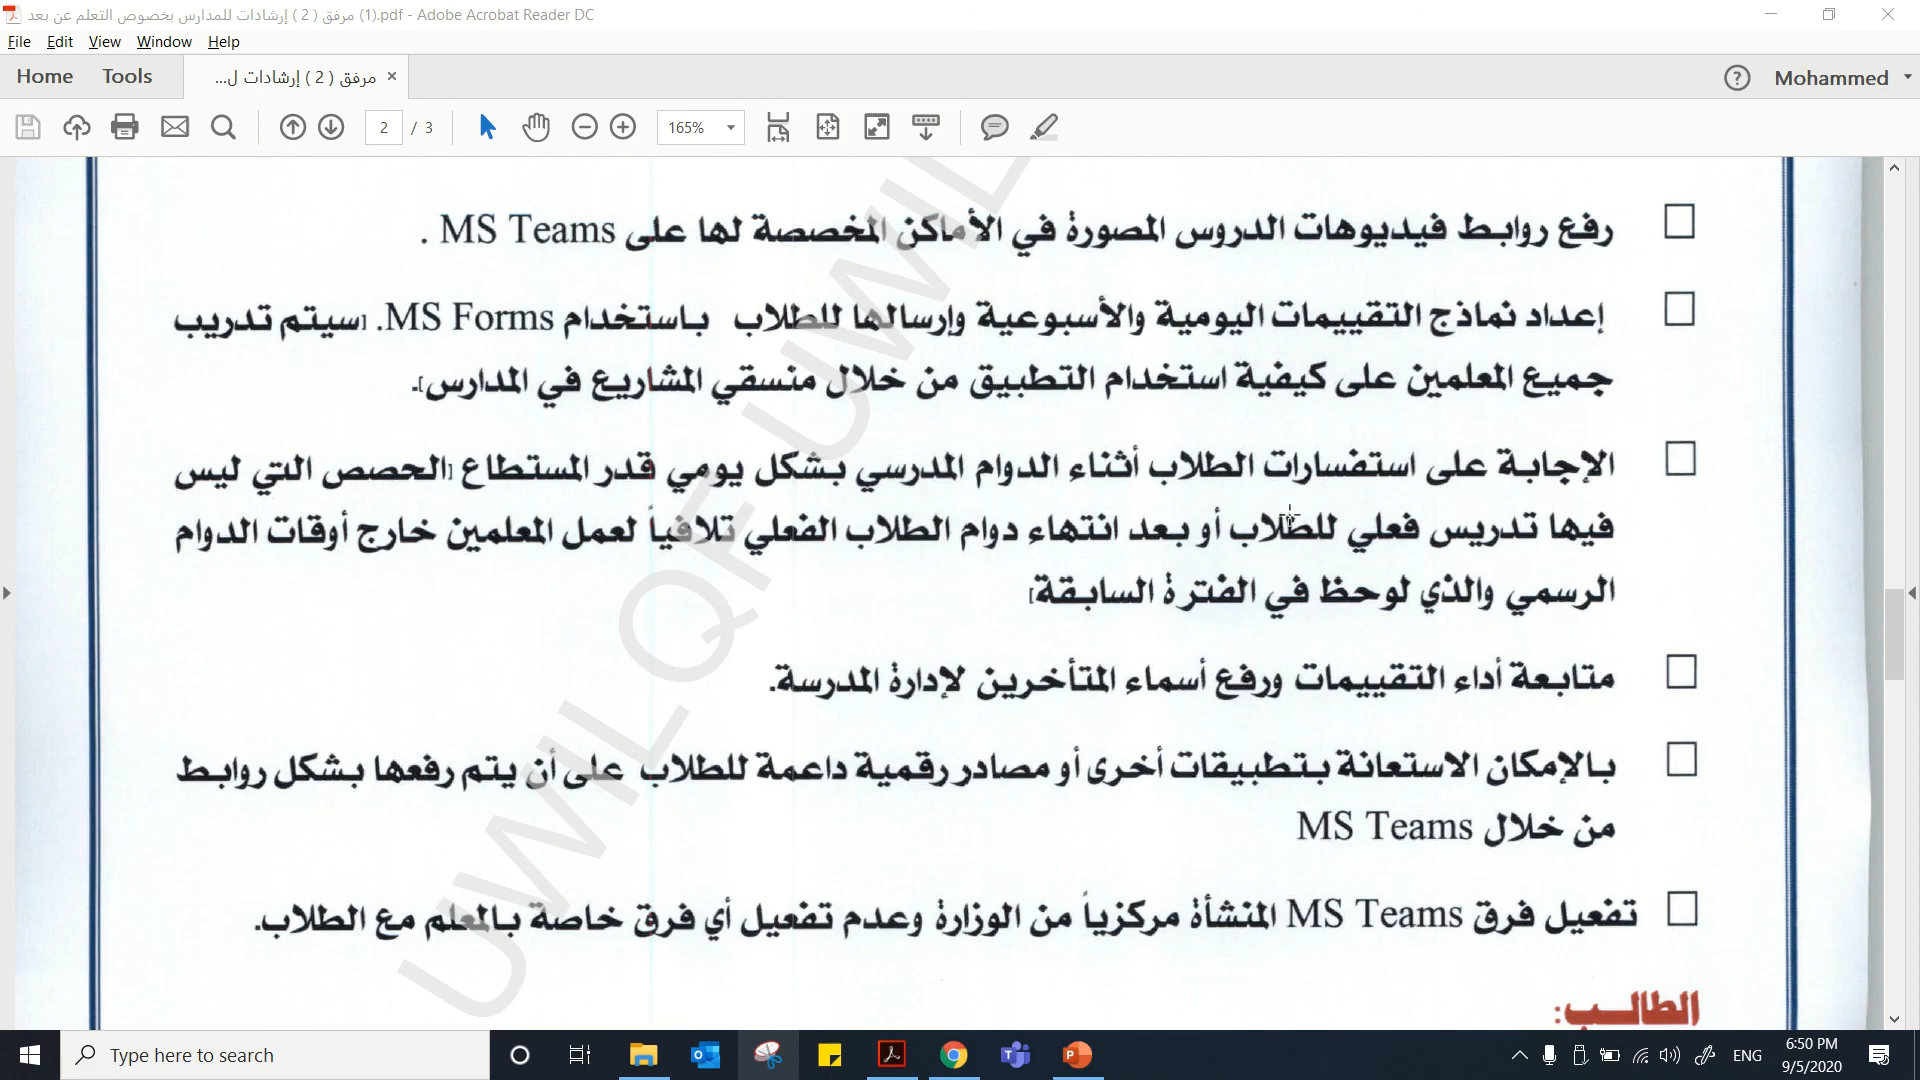 مرفق ( 2 ) إرشادات للمدارس بخصوص التعلم عن بعد (1).pdf - Adobe Acrobat Reader DC
File Edit View Window Help
Home Tools مرفق ( 2 ) إرشادات ل... × Mohammed
2 / 3 165%
رفع روابط فيديوهات الدروس المصورة في الأماكن المخصصة لها على MS Teams .
إعداد نماذج التقييمات اليومية والأسبوعية وإرسالها للطلاب باستخدام MS Forms. [سيتم تدريب
جميع المعلمين على كيفية استخدام التطبيق من خلال منسقي المشاريع في المدارس].
الإجابة على استفسارات الطلاب أثناء الدوام المدرسي بشكل يومي قدر المستطاع [الحصص التي ليس
فيها تدريس فعلي للطلاب أو بعد انتهاء دوام الطلاب الفعلي تلافياً لعمل المعلمين خارج أوقات الدوام
الرسمي والذي لوحظ في الفترة السابقة]
متابعة أداء التقييمات ورفع أسماء المتأخرين لإدارة المدرسة.
بالإمكان الاستعانة بتطبيقات أخرى أو مصادر رقمية داعمة للطلاب على أن يتم رفعها بشكل روابط
من خلال MS Teams
تفعيل فرق MS Teams المنشأة مركزياً من الوزارة وعدم تفعيل أي فرق خاصة بالمعلم مع الطلاب.
الطالب:
UWILQF UWIL
Type here to search
ENG
6:50 PM
9/5/2020